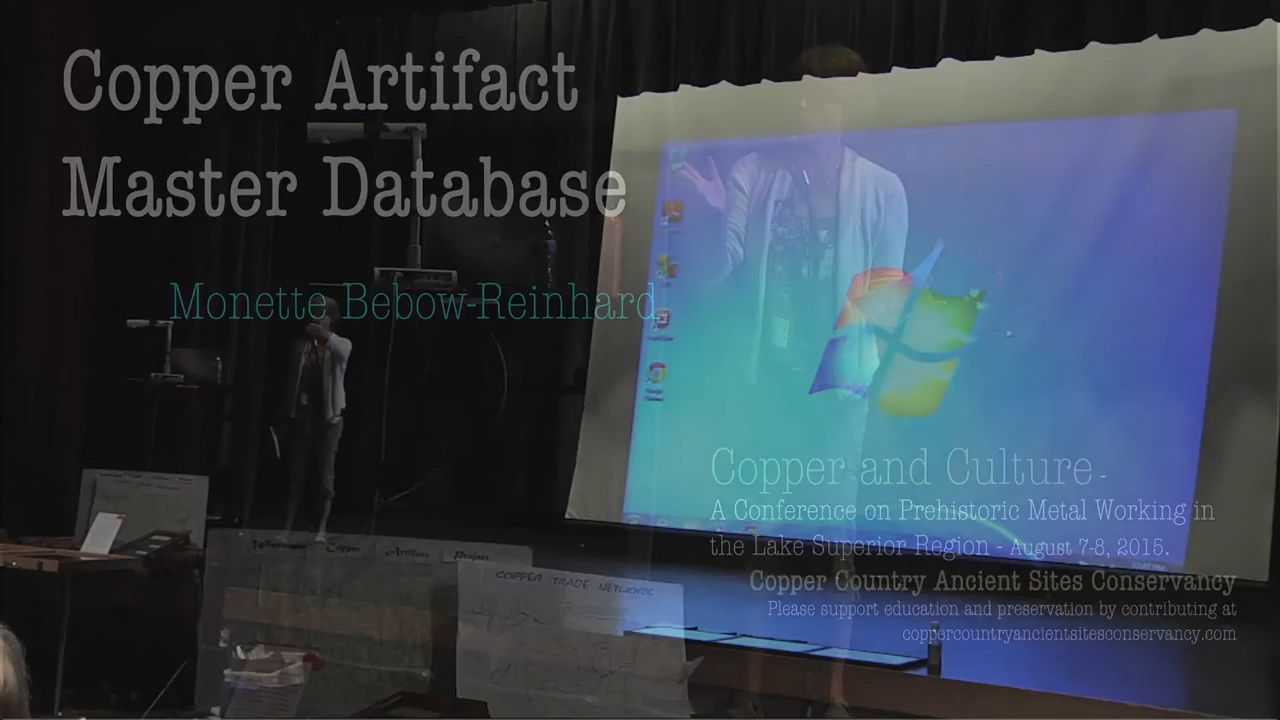 Copper Artifact
Master Database
Monette Bebow-Reinhard
Copper and Culture -
A Conference on Prehistoric Metal Working in
the Lake Superior Region - August 7-8, 2015.
Copper Country Ancient Sites Conservancy
Please support education and preservation by contributing at
coppercountryancientsitesconservancy.com
Copper Artifact Project
COPPER TRADE NETWORK